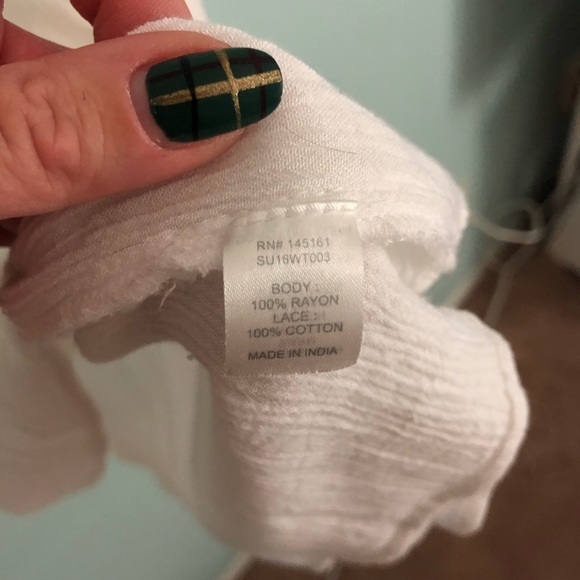 RN# 145161
SU16WT003
BODY :
100% RAYON
LACE :
100% COTTON
MADE IN INDIA